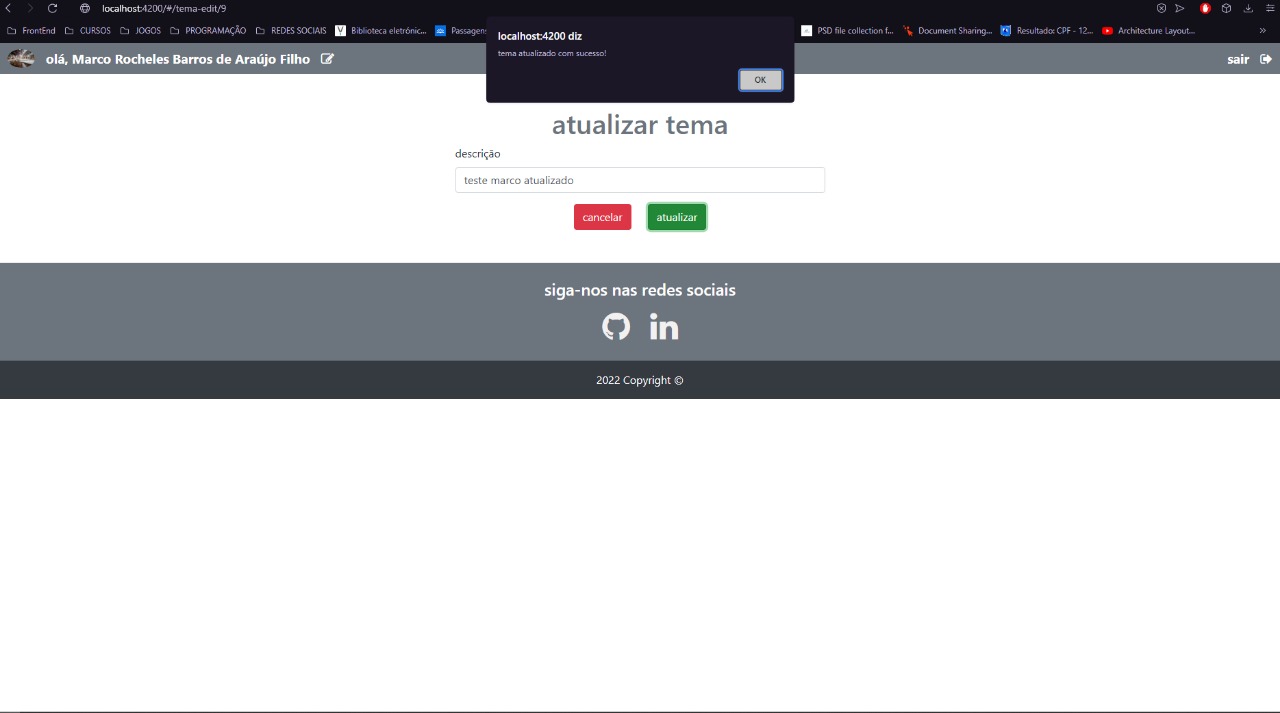 localhost:4200/#/tema-edit/9
FrontEnd CURSOS JOGOS PROGRAMAÇÃO REDES SOCIAIS Biblioteca eletrónic... Passagens PSD file collection f... Document Sharing... Resultado: CPF - 12... Architecture Layout... »
localhost:4200 diz
tema atualizado com sucesso!
OK
olá, Marco Rocheles Barros de Araújo Filho
sair
atualizar tema
descrição
teste marco atualizado
cancelar atualizar
siga-nos nas redes sociais
in
2022 Copyright ©